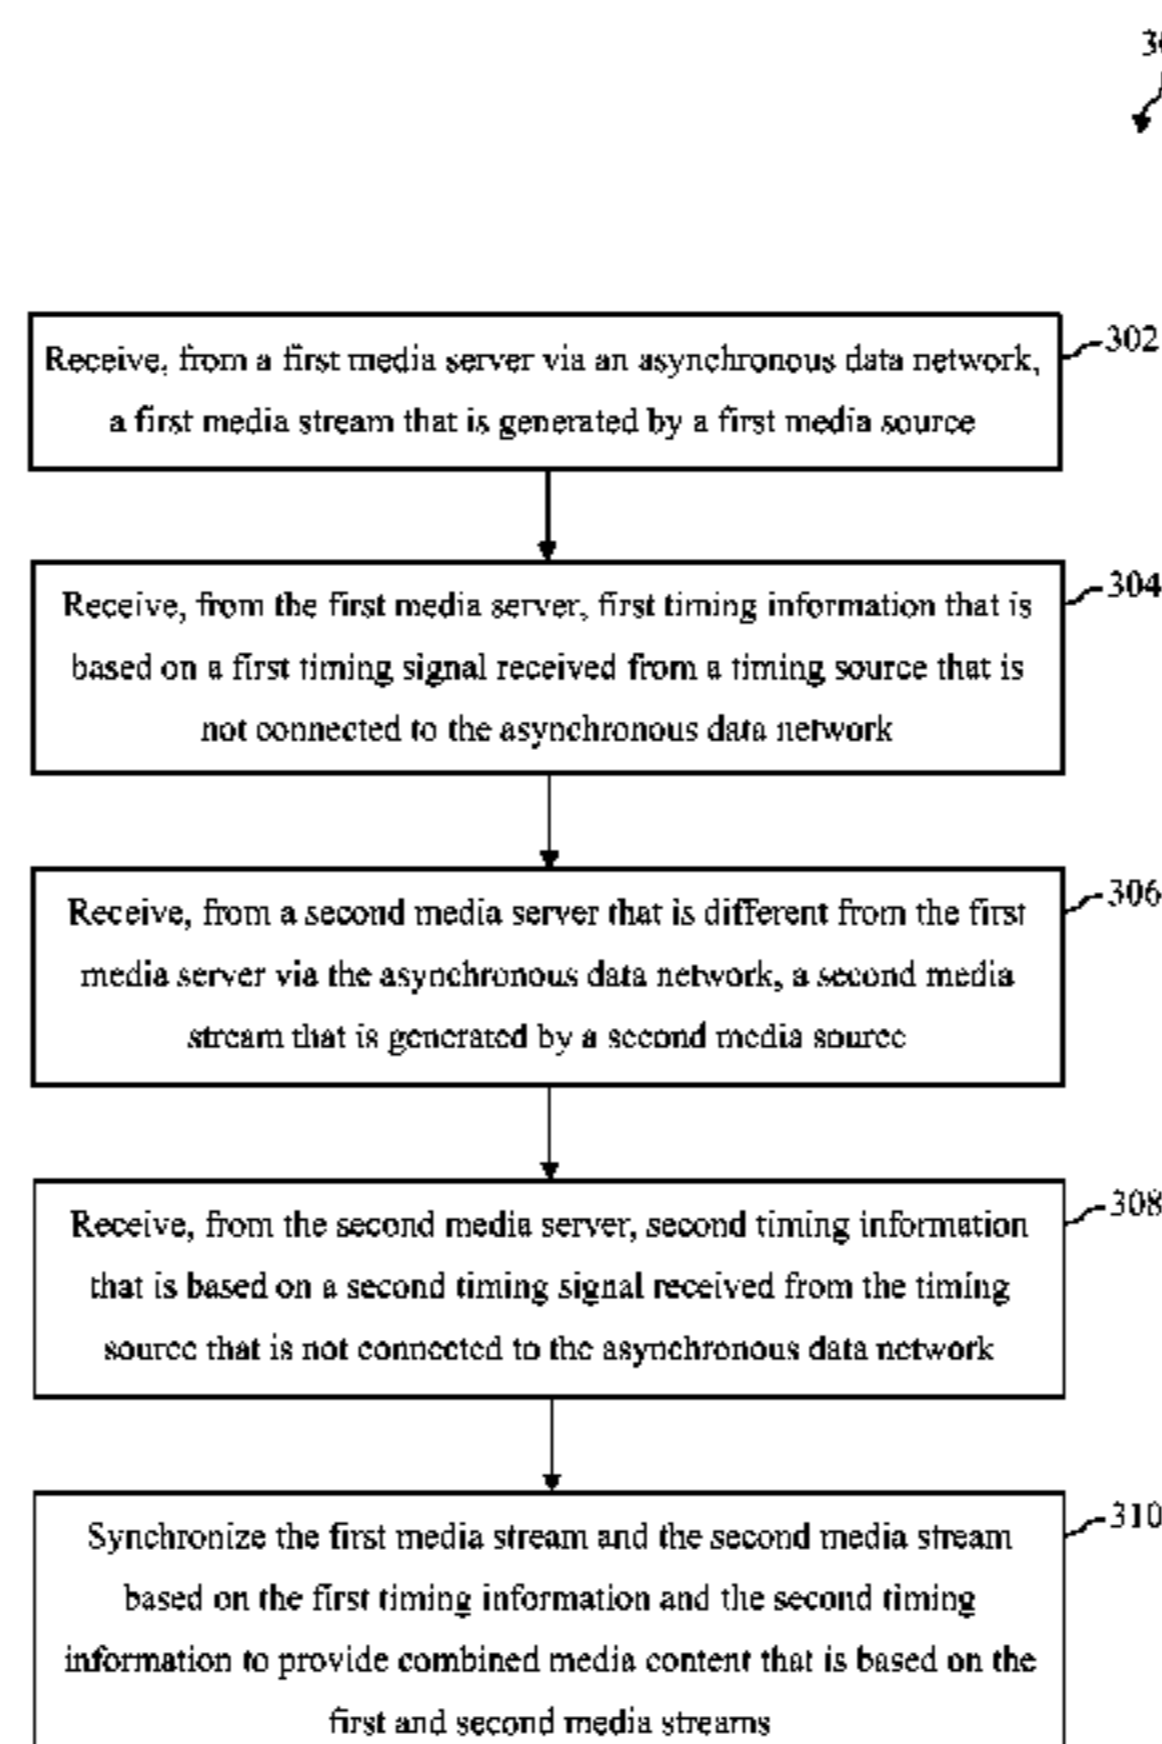 302
Receive, from a first media server via an asynchronous data network,
a first media stream that is generated by a first media source
304
Receive, from the first media server, first timing information that is
based on a first timing signal received from a timing source that is
not connected to the asynchronous data network
306
Receive, from a second media server that is different from the first
media server via the asynchronous data network, a second media
stream that is generated by a second media source
308
Receive, from the second media server, second timing information
that is based on a second timing signal received from the timing
source that is not connected to the asynchronous data network
310
Synchronize the first media stream and the second media stream
based on the first timing information and the second timing
information to provide combined media content that is based on the
first and second media streams